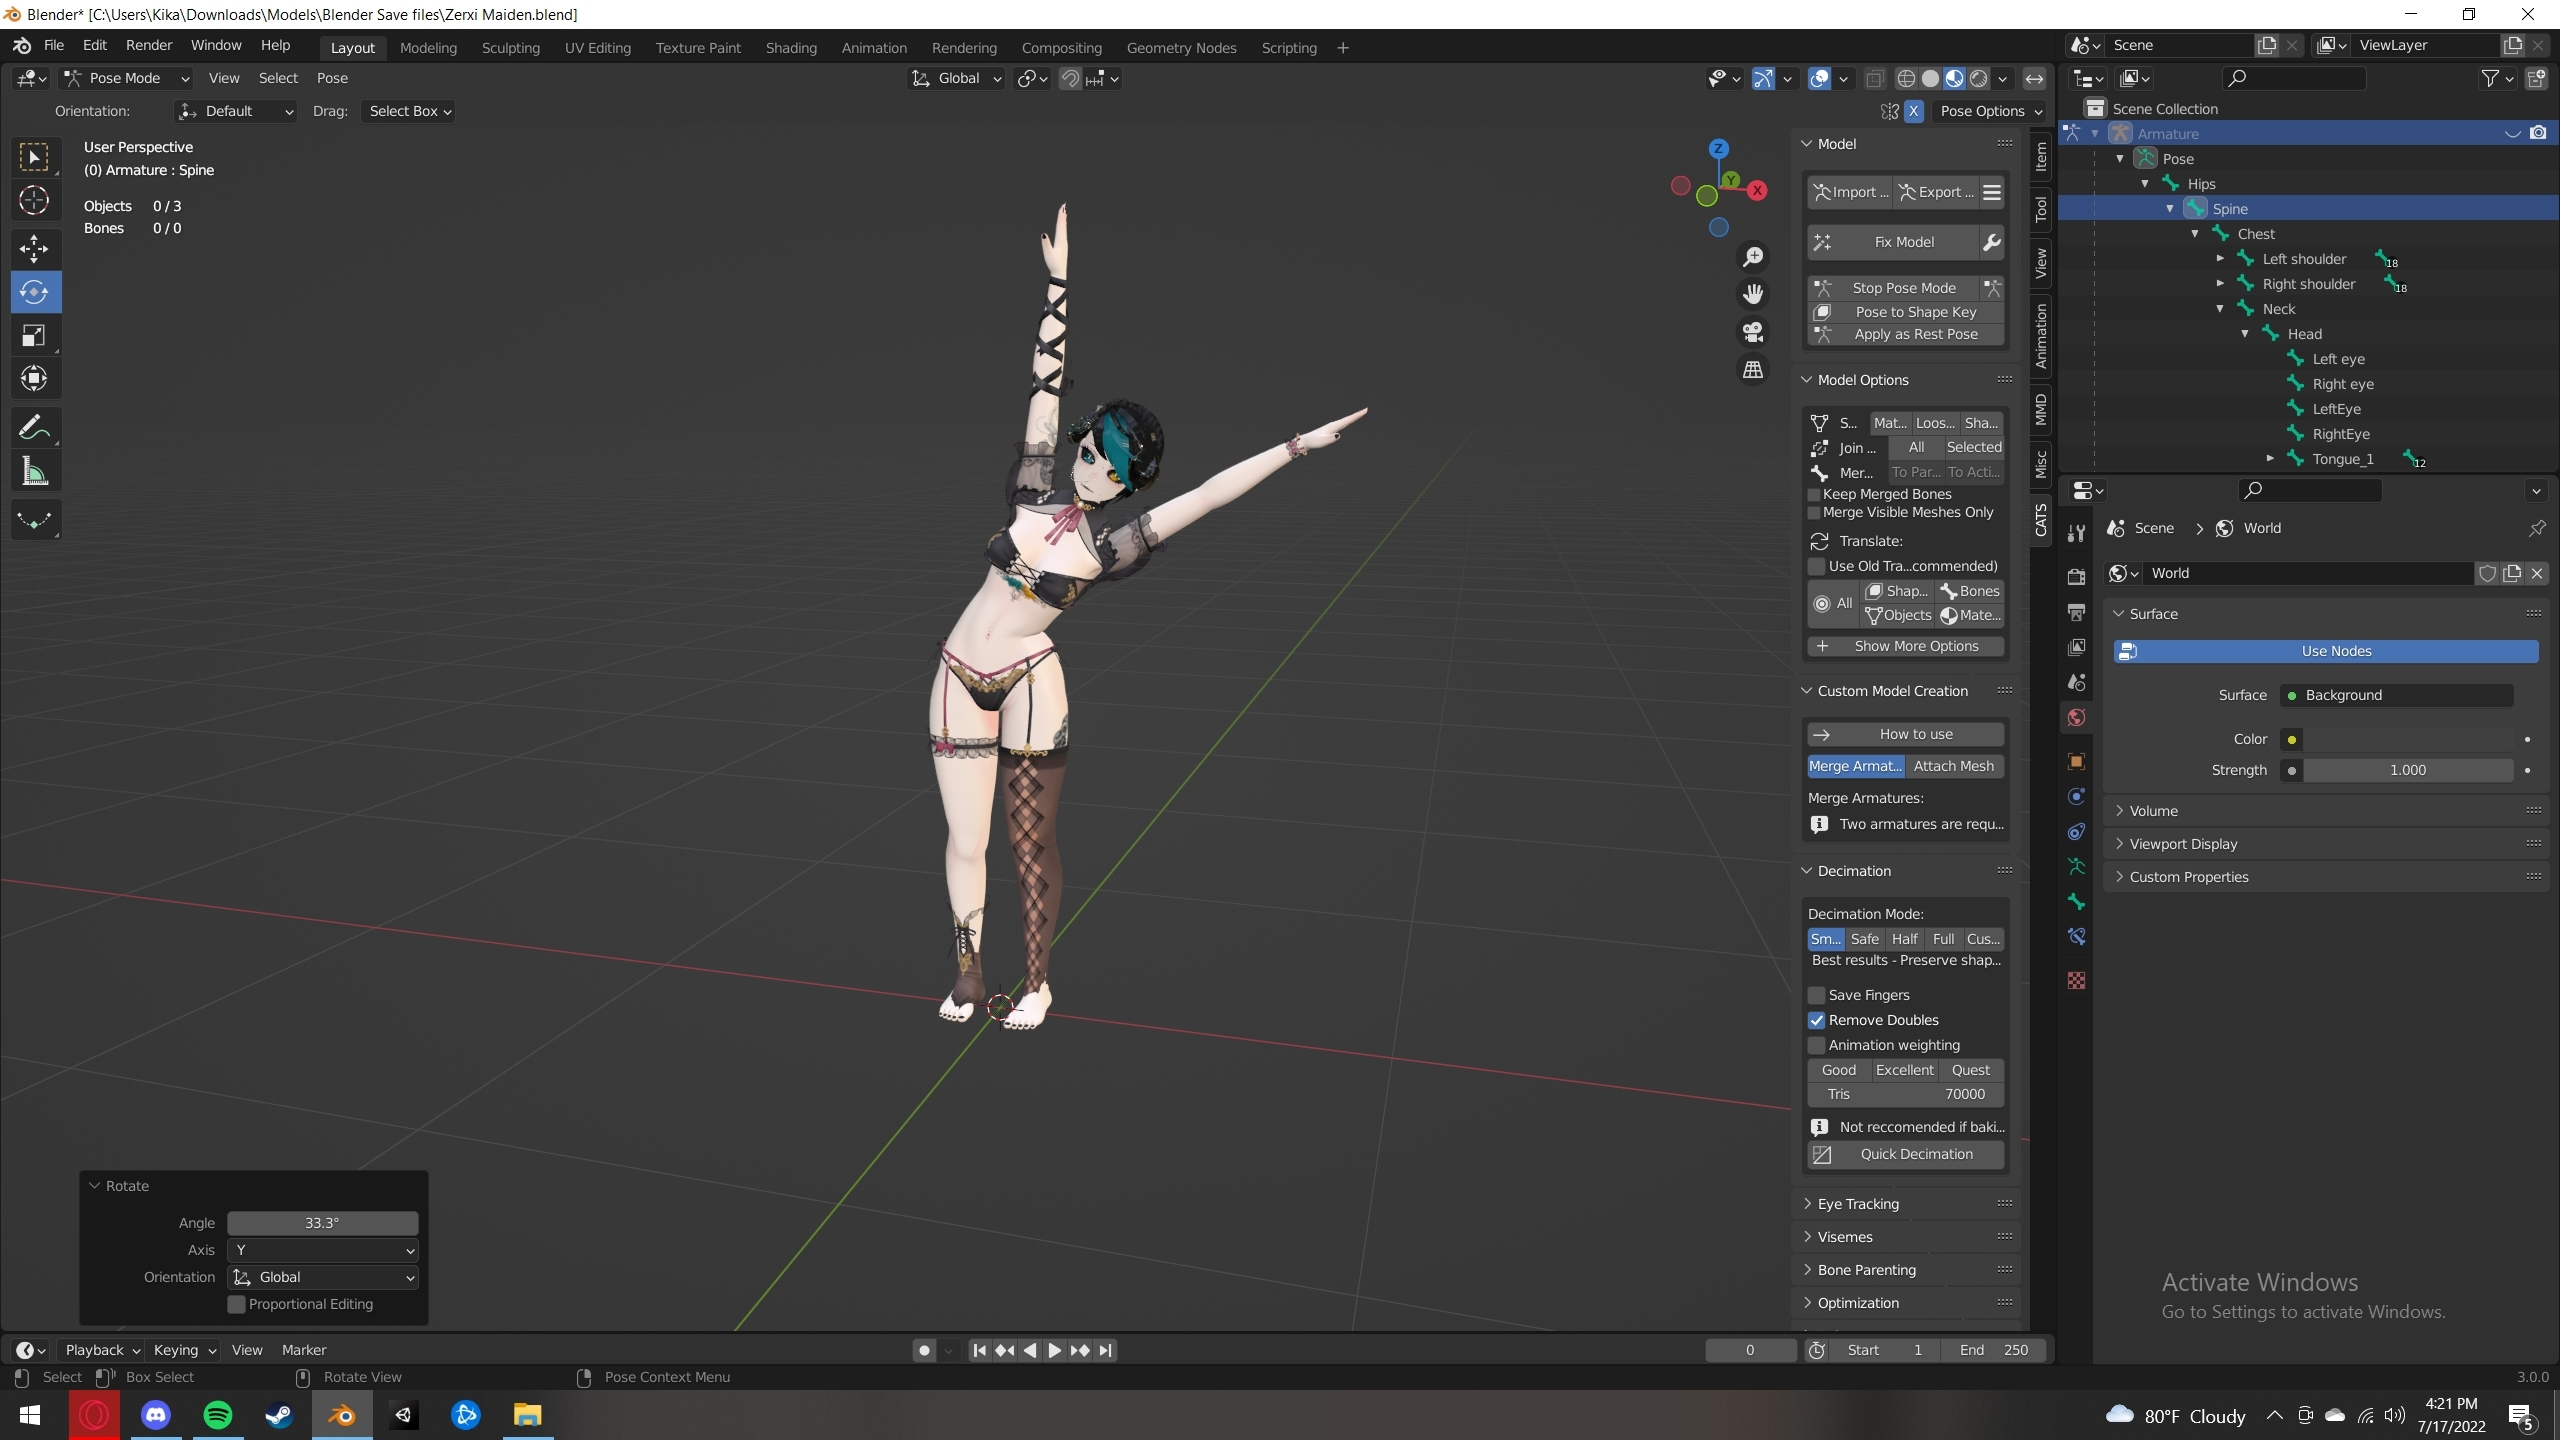 Blender* [C:\Users\Kika\Downloads\Models\Blender Save files\Zerxi Maiden.blend]
File Edit Render Window Help Layout Modeling Sculpting UV Editing Texture Paint Shading Animation Rendering Compositing Geometry Nodes Scripting + Scene ViewLayer
Pose Mode View Select Pose Global
Orientation: Default Drag: Select Box X Pose Options
User Perspective
(0) Armature : Spine
Objects 0 / 3
Bones 0 / 0
Z
Y
X
Model
Import ... Export ...
Fix Model
Stop Pose Mode
Pose to Shape Key
Apply as Rest Pose
Model Options
S... Mat... Loos... Sha...
Join ... All Selected
Mer... To Par... To Acti...
Keep Merged Bones
Merge Visible Meshes Only
Translate:
Use Old Tra...commended)
All Shap... Bones
Objects Mate...
Show More Options
Custom Model Creation
How to use
Merge Armat... Attach Mesh
Merge Armatures:
Two armatures are requ...
Decimation
Decimation Mode:
Sm... Safe Half Full Cus...
Best results - Preserve shap...
Save Fingers
Remove Doubles
Animation weighting
Good Excellent Quest
Tris 70000
Not reccomended if baki...
Quick Decimation
Eye Tracking
Visemes
Bone Parenting
Optimization
Item
Tool
View
Animation
MMD
Misc
CATS
Scene Collection
Armature
Pose
Hips
Spine
Chest
Left shoulder 18
Right shoulder 18
Neck
Head
Left eye
Right eye
LeftEye
RightEye
Tongue_1 12
Scene > World
World
Surface
Use Nodes
Surface Background
Color
Strength 1.000
Volume
Viewport Display
Custom Properties
Rotate
Angle 33.3°
Axis Y
Orientation Global
Proportional Editing
Activate Windows
Go to Settings to activate Windows.
Playback Keying View Marker 0 Start 1 End 250
Select Box Select Rotate View Pose Context Menu 3.0.0
80°F Cloudy
4:21 PM
7/17/2022
5